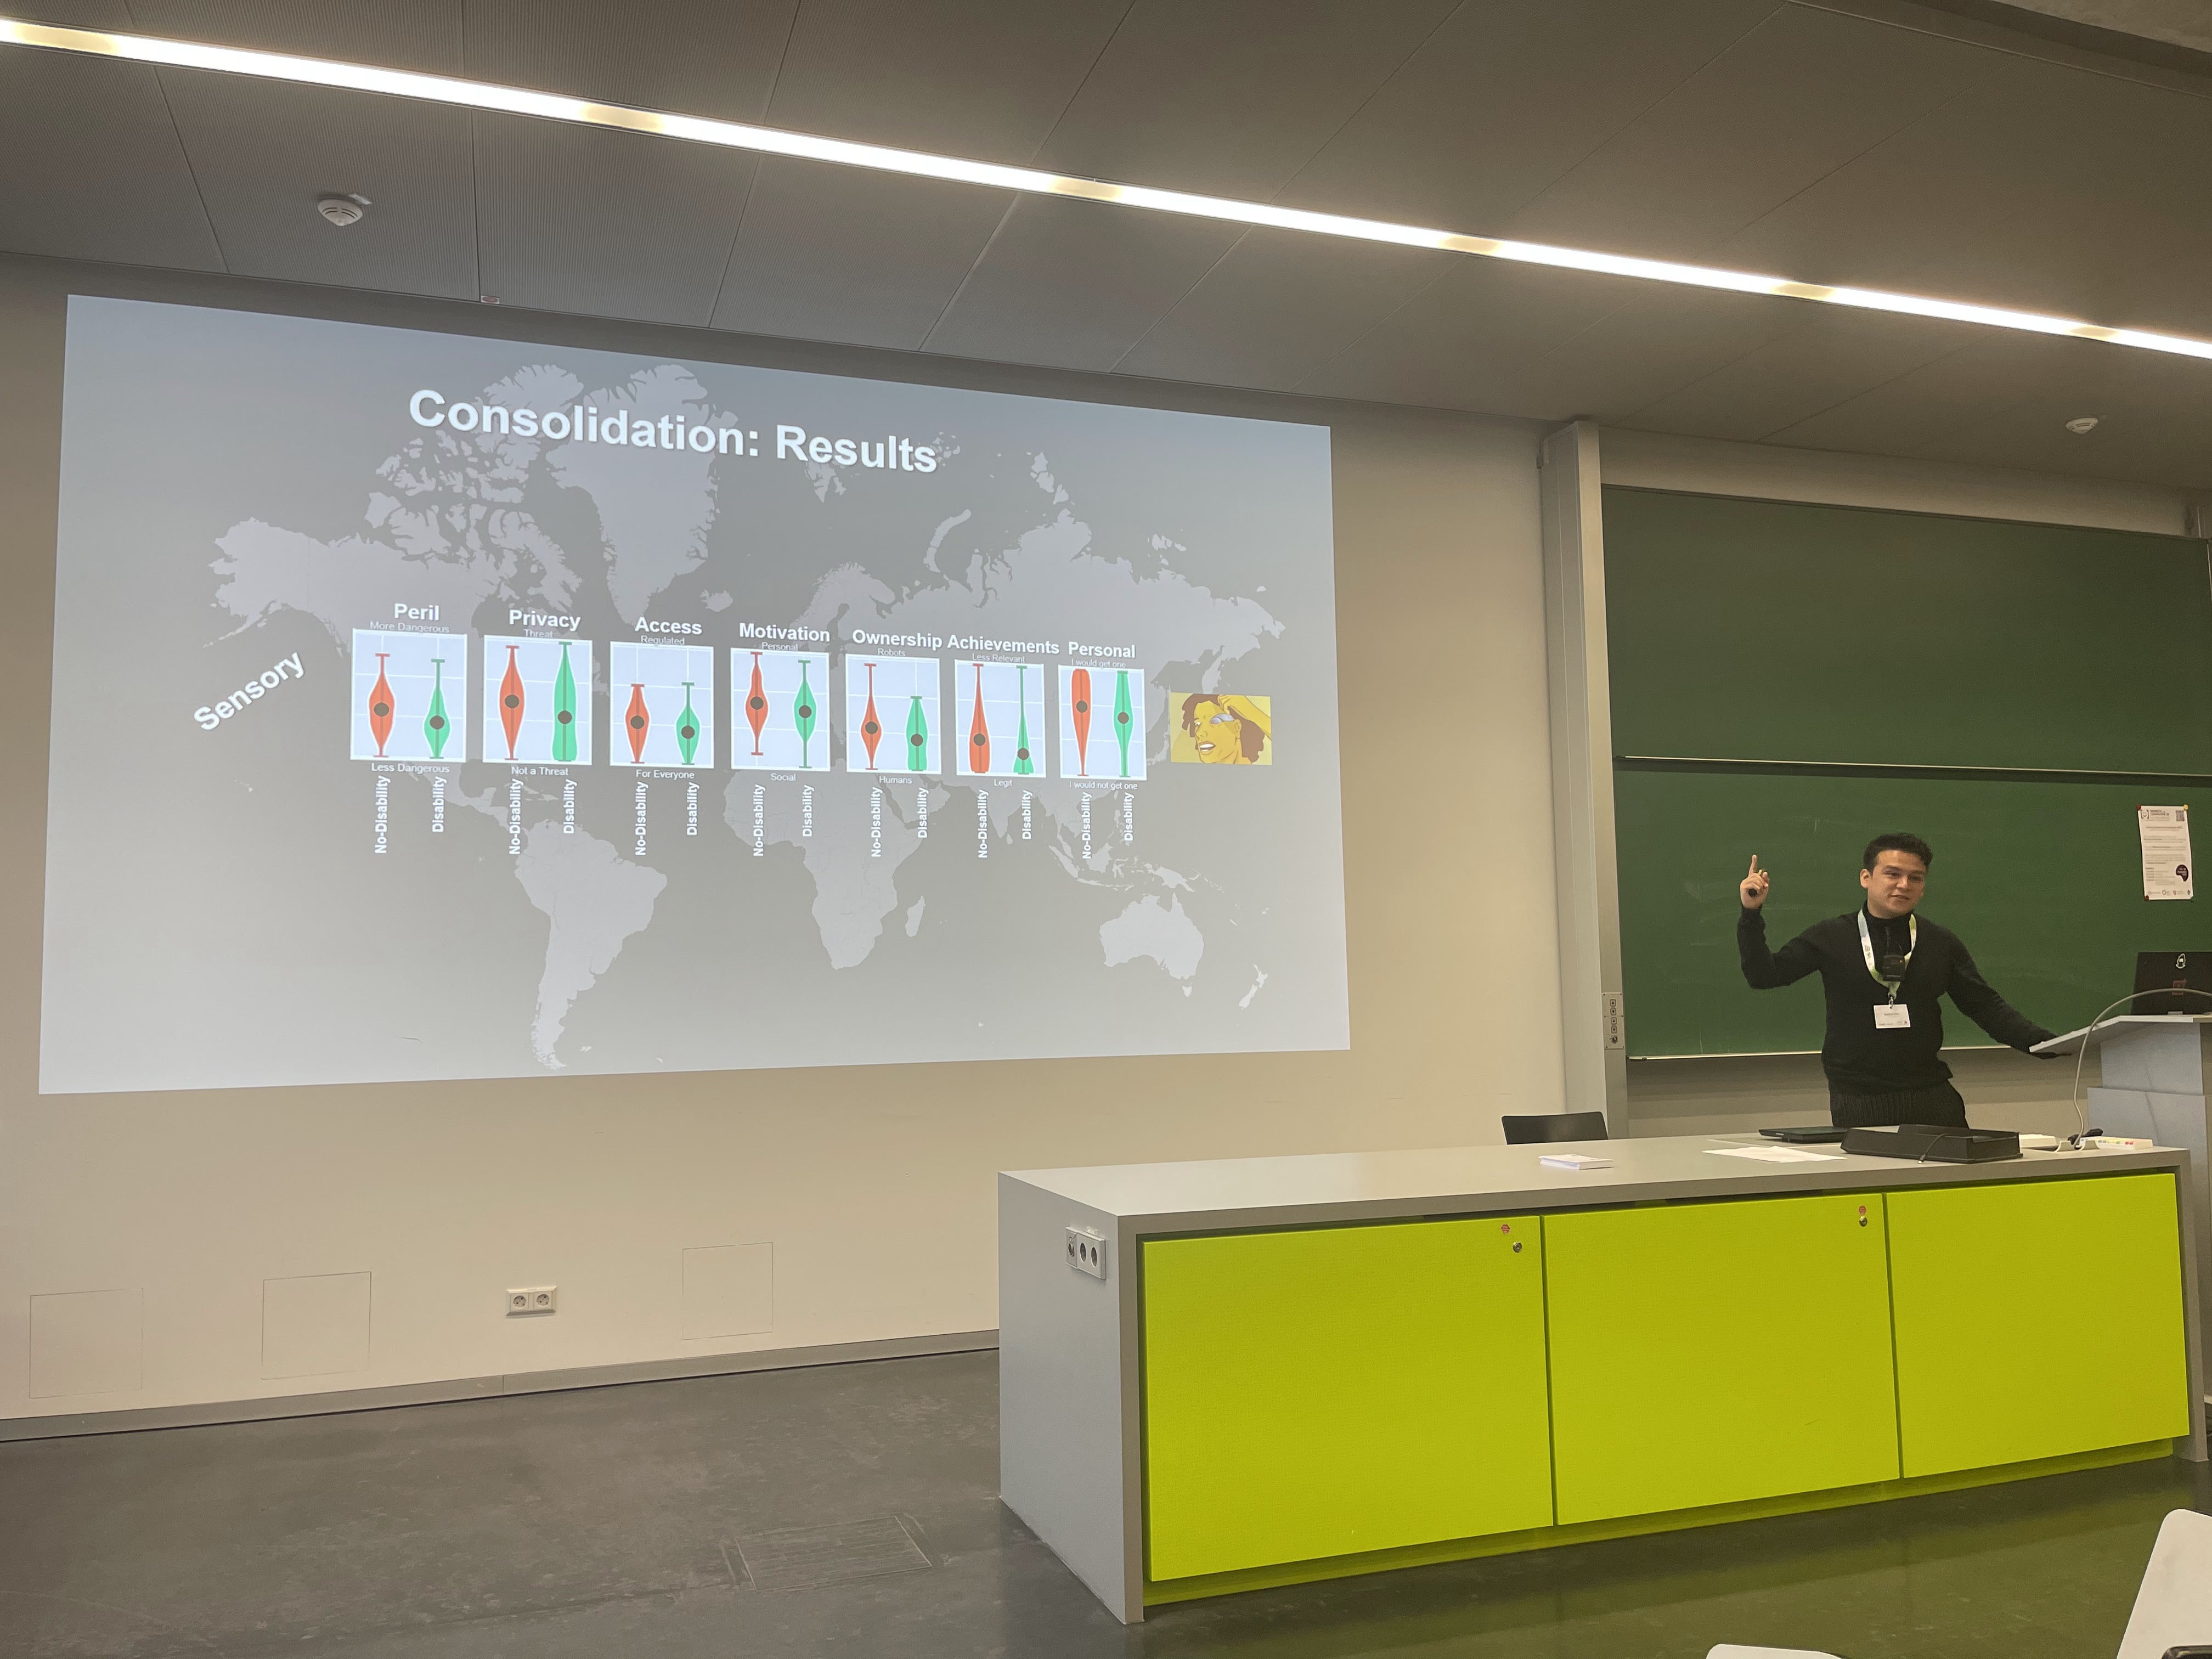 Consolidation: Results
Sensory
Peril
More Dangerous
Less Dangerous
No-Disability
Disability
Privacy
Threat
Not a Threat
No-Disability
Disability
Access
Regulated
For Everyone
No-Disability
Disability
Motivation
Personal
Social
No-Disability
Disability
Ownership
Robots
Humans
No-Disability
Disability
Achievements
Less Relevant
Legit
No-Disability
Disability
Personal
I would get one
I would not get one
No-Disability
Disability